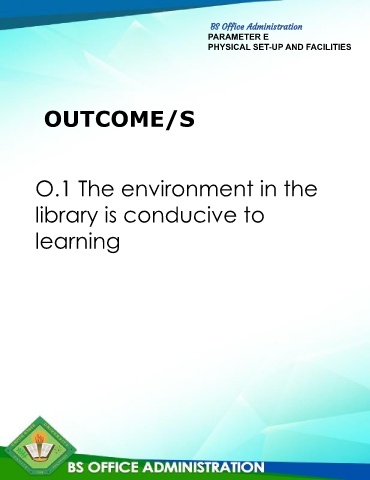 BS Office Administration
PARAMETER E
PHYSICAL SET-UP AND FACILITIES
OUTCOME/S
O.1 The environment in the
library is conducive to
learning
BS OFFICE ADMINISTRATION